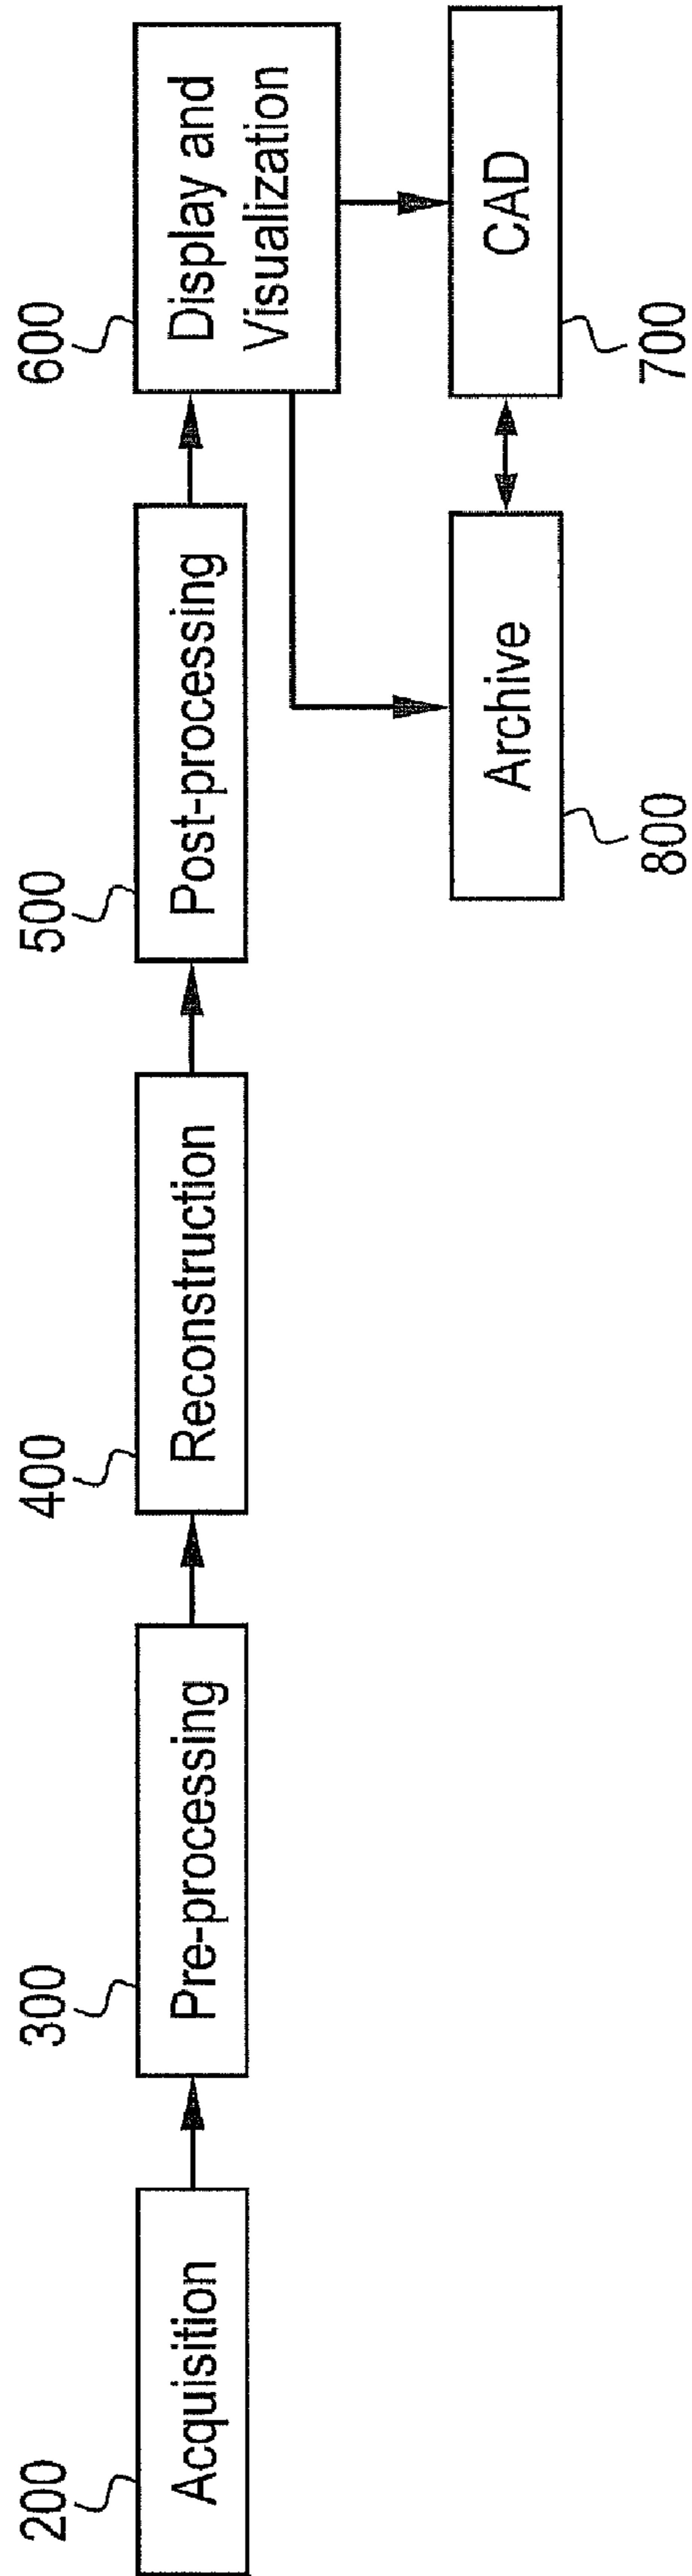 200
Acquisition
300
Pre-processing
400
Reconstruction
500
Post-processing
600
Display and
Visualization
800
Archive
700
CAD